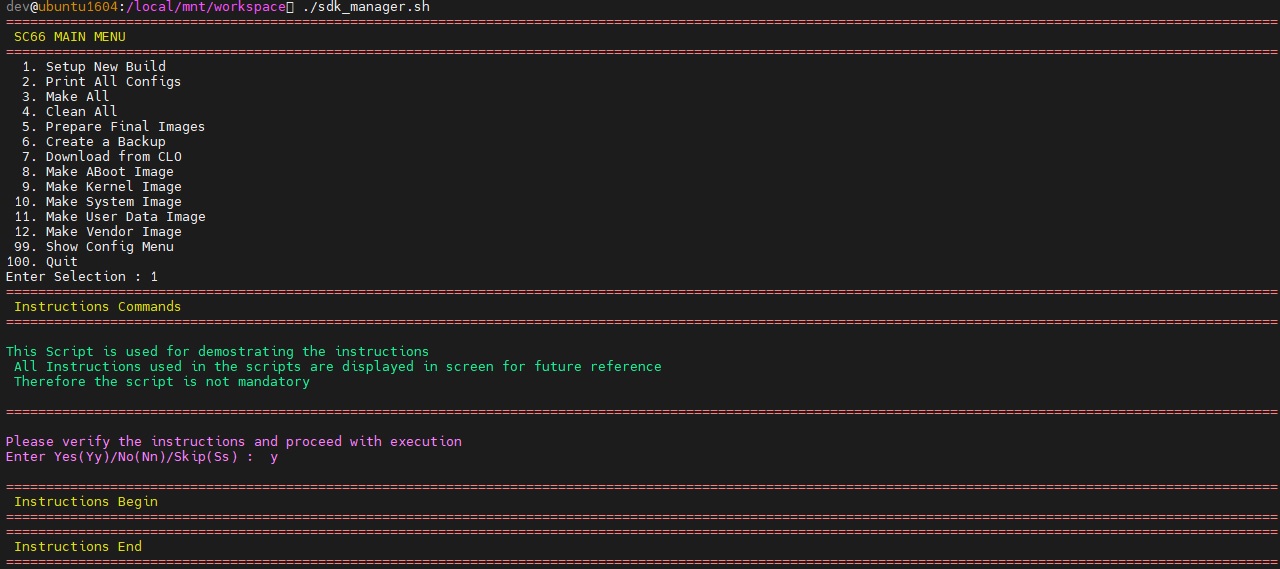 dev@ubuntu1604:/local/mnt/workspace ./sdk_manager.sh
================================================================================================================================================================
SC66 MAIN MENU
================================================================================================================================================================
1. Setup New Build
2. Print All Configs
3. Make All
4. Clean All
5. Prepare Final Images
6. Create a Backup
7. Download from CLO
8. Make ABoot Image
9. Make Kernel Image
10. Make System Image
11. Make User Data Image
12. Make Vendor Image
99. Show Config Menu
100. Quit
Enter Selection : 1
================================================================================================================================================================
Instructions Commands
================================================================================================================================================================
This Script is used for demostrating the instructions
All Instructions used in the scripts are displayed in screen for future reference
Therefore the script is not mandatory
================================================================================================================================================================
Please verify the instructions and proceed with execution
Enter Yes(Yy)/No(Nn)/Skip(Ss) :  y
================================================================================================================================================================
Instructions Begin
================================================================================================================================================================
================================================================================================================================================================
Instructions End
================================================================================================================================================================